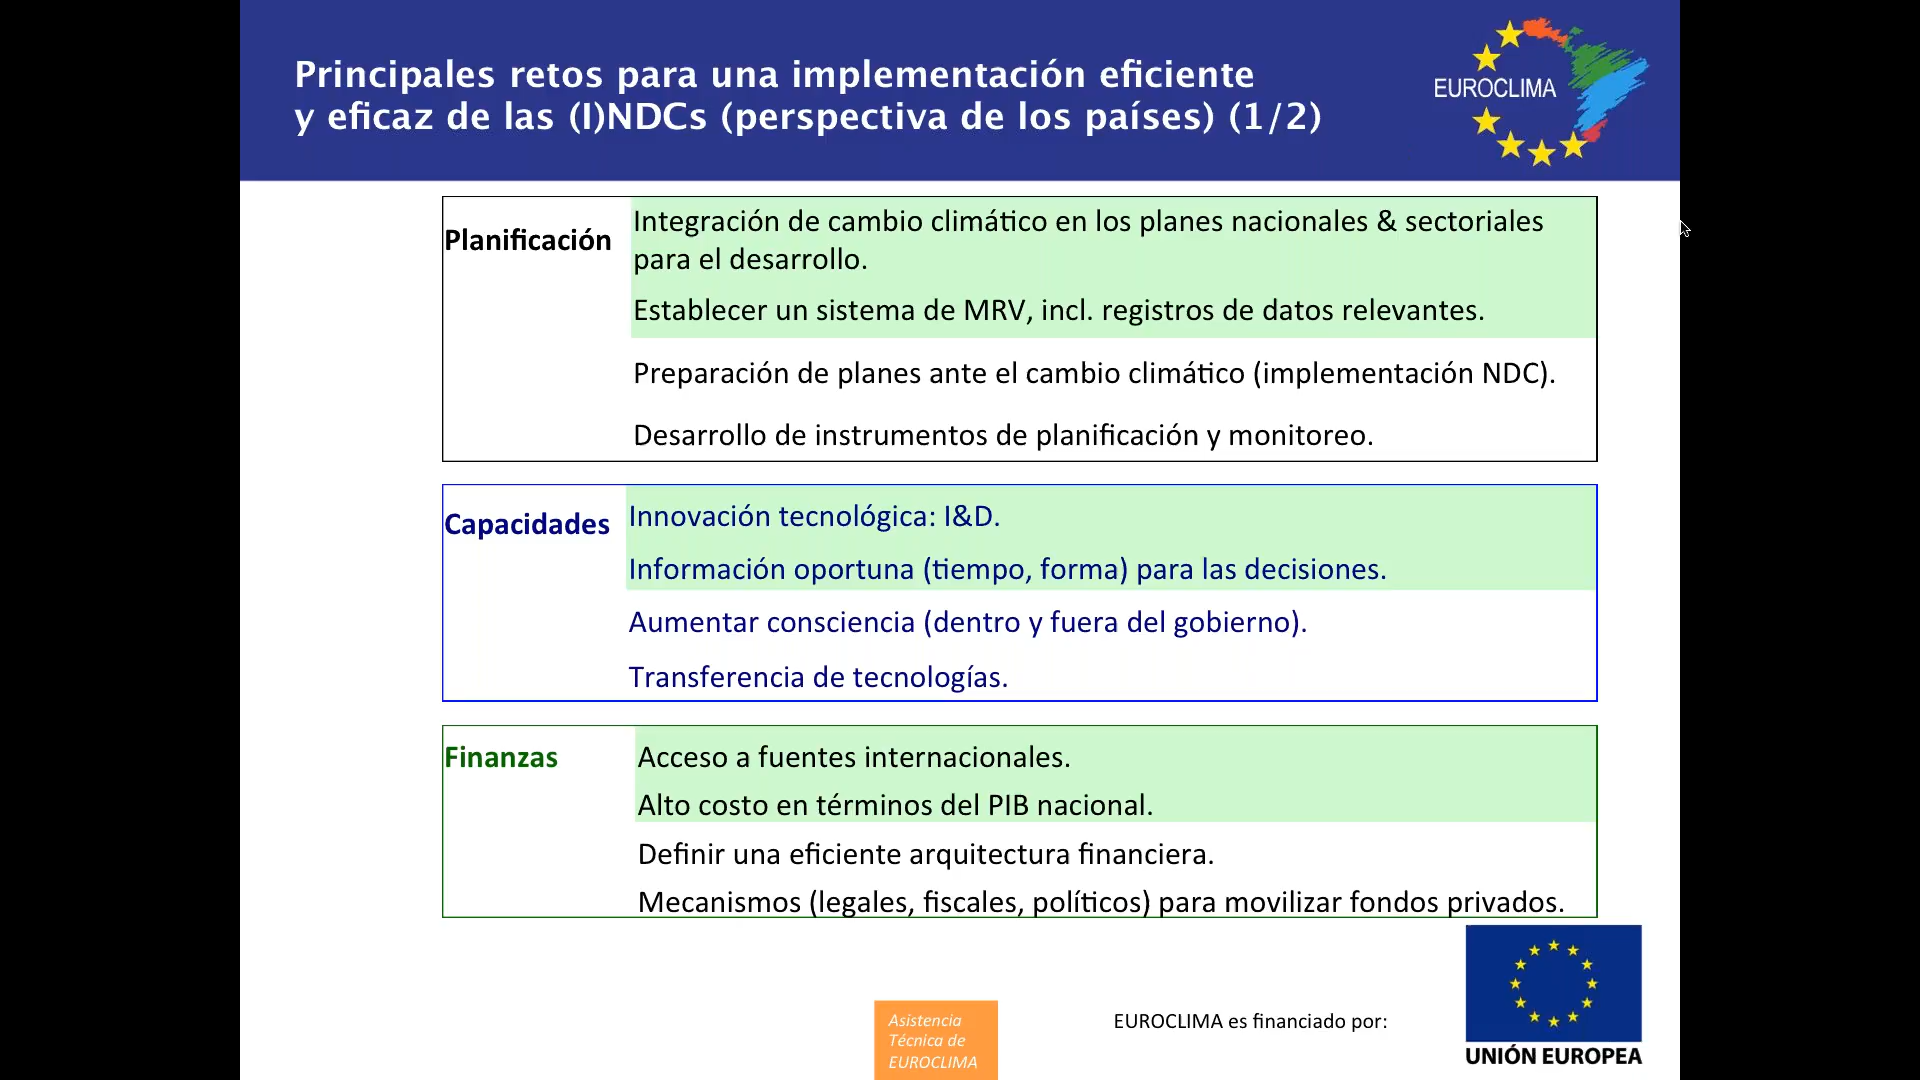 Principales retos para una implementación eficiente
y eficaz de las (I)NDCs (perspectiva de los países) (1/2)
EUROCLIMA
Planificación
Integración de cambio climático en los planes nacionales & sectoriales
para el desarrollo.
Establecer un sistema de MRV, incl. registros de datos relevantes.
Preparación de planes ante el cambio climático (implementación NDC).
Desarrollo de instrumentos de planificación y monitoreo.
Capacidades
Innovación tecnológica: I&D.
Información oportuna (tiempo, forma) para las decisiones.
Aumentar consciencia (dentro y fuera del gobierno).
Transferencia de tecnologías.
Finanzas
Acceso a fuentes internacionales.
Alto costo en términos del PIB nacional.
Definir una eficiente arquitectura financiera.
Mecanismos (legales, fiscales, políticos) para movilizar fondos privados.
Asistencia
Técnica de
EUROCLIMA
EUROCLIMA es financiado por:
UNIÓN EUROPEA